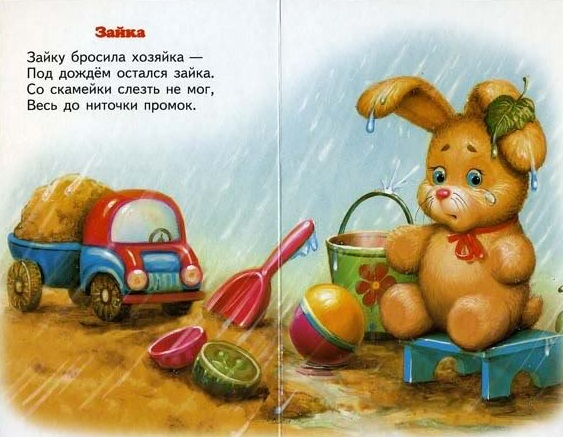 Зайка
Зайку бросила хозяйка —
Под дождём остался зайка.
Со скамейки слезть не мог,
Весь до ниточки промок.